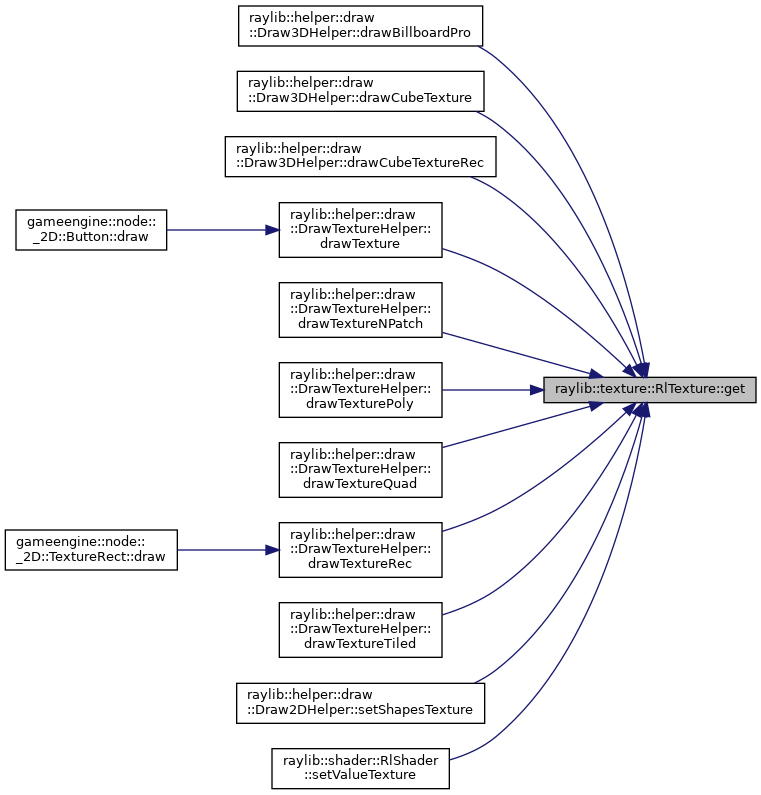 raylib::helper::draw
::Draw3DHelper::drawBillboardPro
raylib::helper::draw
::Draw3DHelper::drawCubeTexture
raylib::helper::draw
::Draw3DHelper::drawCubeTextureRec
raylib::helper::draw
::DrawTextureHelper::
drawTexture
gameengine::node::
_2D::Button::draw
raylib::helper::draw
::DrawTextureHelper::
drawTextureNPatch
raylib::helper::draw
::DrawTextureHelper::
drawTexturePoly
raylib::texture::RlTexture::get
raylib::helper::draw
::DrawTextureHelper::
drawTextureQuad
raylib::helper::draw
::DrawTextureHelper::
drawTextureRec
gameengine::node::
_2D::TextureRect::draw
raylib::helper::draw
::DrawTextureHelper::
drawTextureTiled
raylib::helper::draw
::Draw2DHelper::setShapesTexture
raylib::shader::RlShader
::setValueTexture